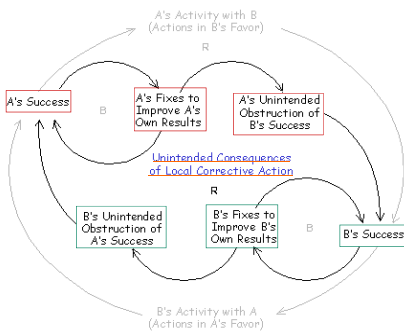 A's Activity with B
(Actions in B's Favor)
R
A's Success
B
A's Fixes to
Improve A's
Own Results
A's Unintended
Obstruction of
B's Success
Unintended Consequences
of Local Corrective Action
R
B's Unintended
Obstruction of
A's Success
B's Fixes to
Improve B's
Own Results
B
B's Success
B's Activity with A
(Actions in A's Favor)